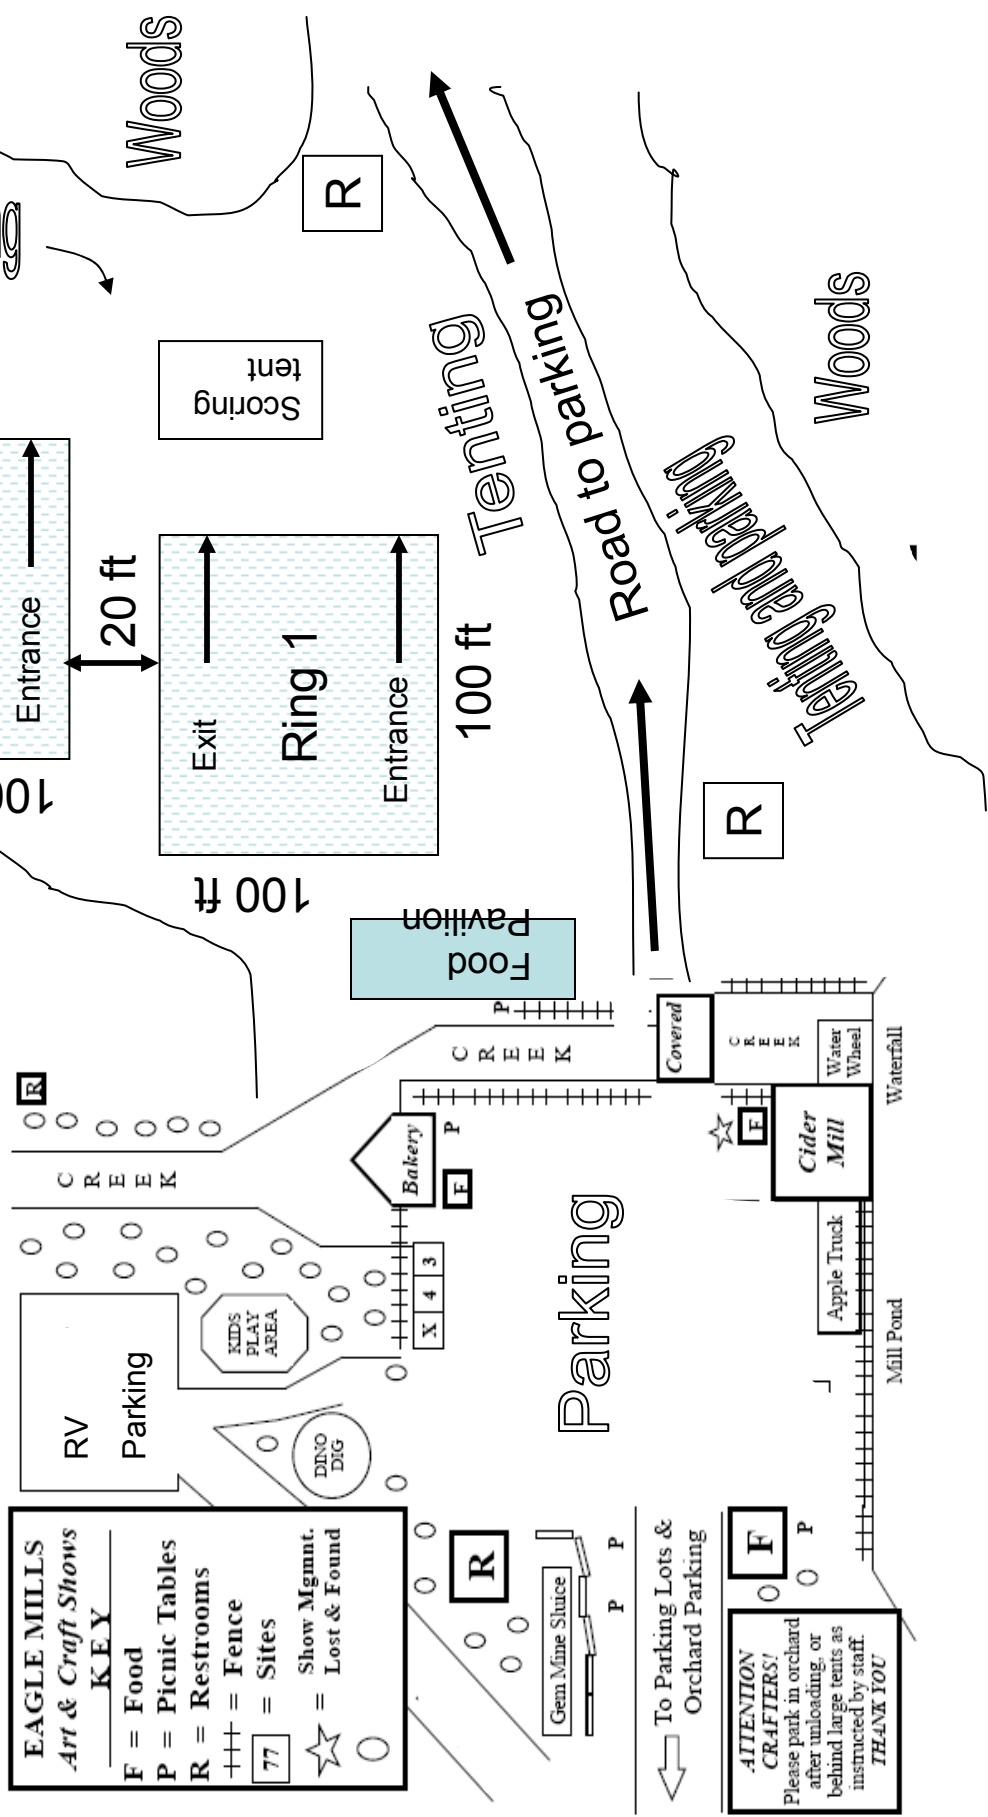 Woods
g
R
Scoring
tent
Tenting
Road to parking
Woods
Tenting and parking
Entrance
20 ft
100
Exit
Ring 1
Entrance
100 ft
100 ft
R
Food
Pavilion
P
R
CREEK
CREEK
Covered
CREEK
Water
Wheel
Waterfall
Bakery
P
F
F
Cider
Mill
Apple Truck
Mill Pond
X 4 3
KIDS
PLAY
AREA
RV
Parking
DINO
DIG
Parking
EAGLE MILLS
Art & Craft Shows
KEY
F = Food
P = Picnic Tables
R = Restrooms
= Fence
77 = Sites
= Show Mgmnt.
Lost & Found
R
Gem Mine Sluice
P P P
To Parking Lots &
Orchard Parking
F
P
ATTENTION
CRAFTERS!
Please park in orchard
after unloading, or
behind large tents as
instructed by staff.
THANK YOU